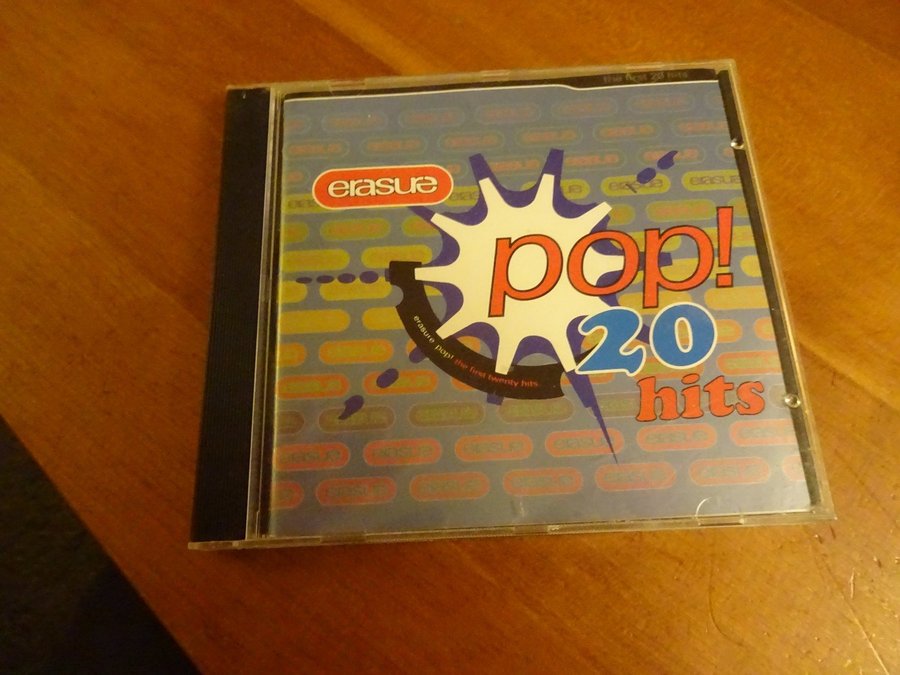 the first 20 hits
erasure
pop!
20
hits
erasure pop! the first twenty hits